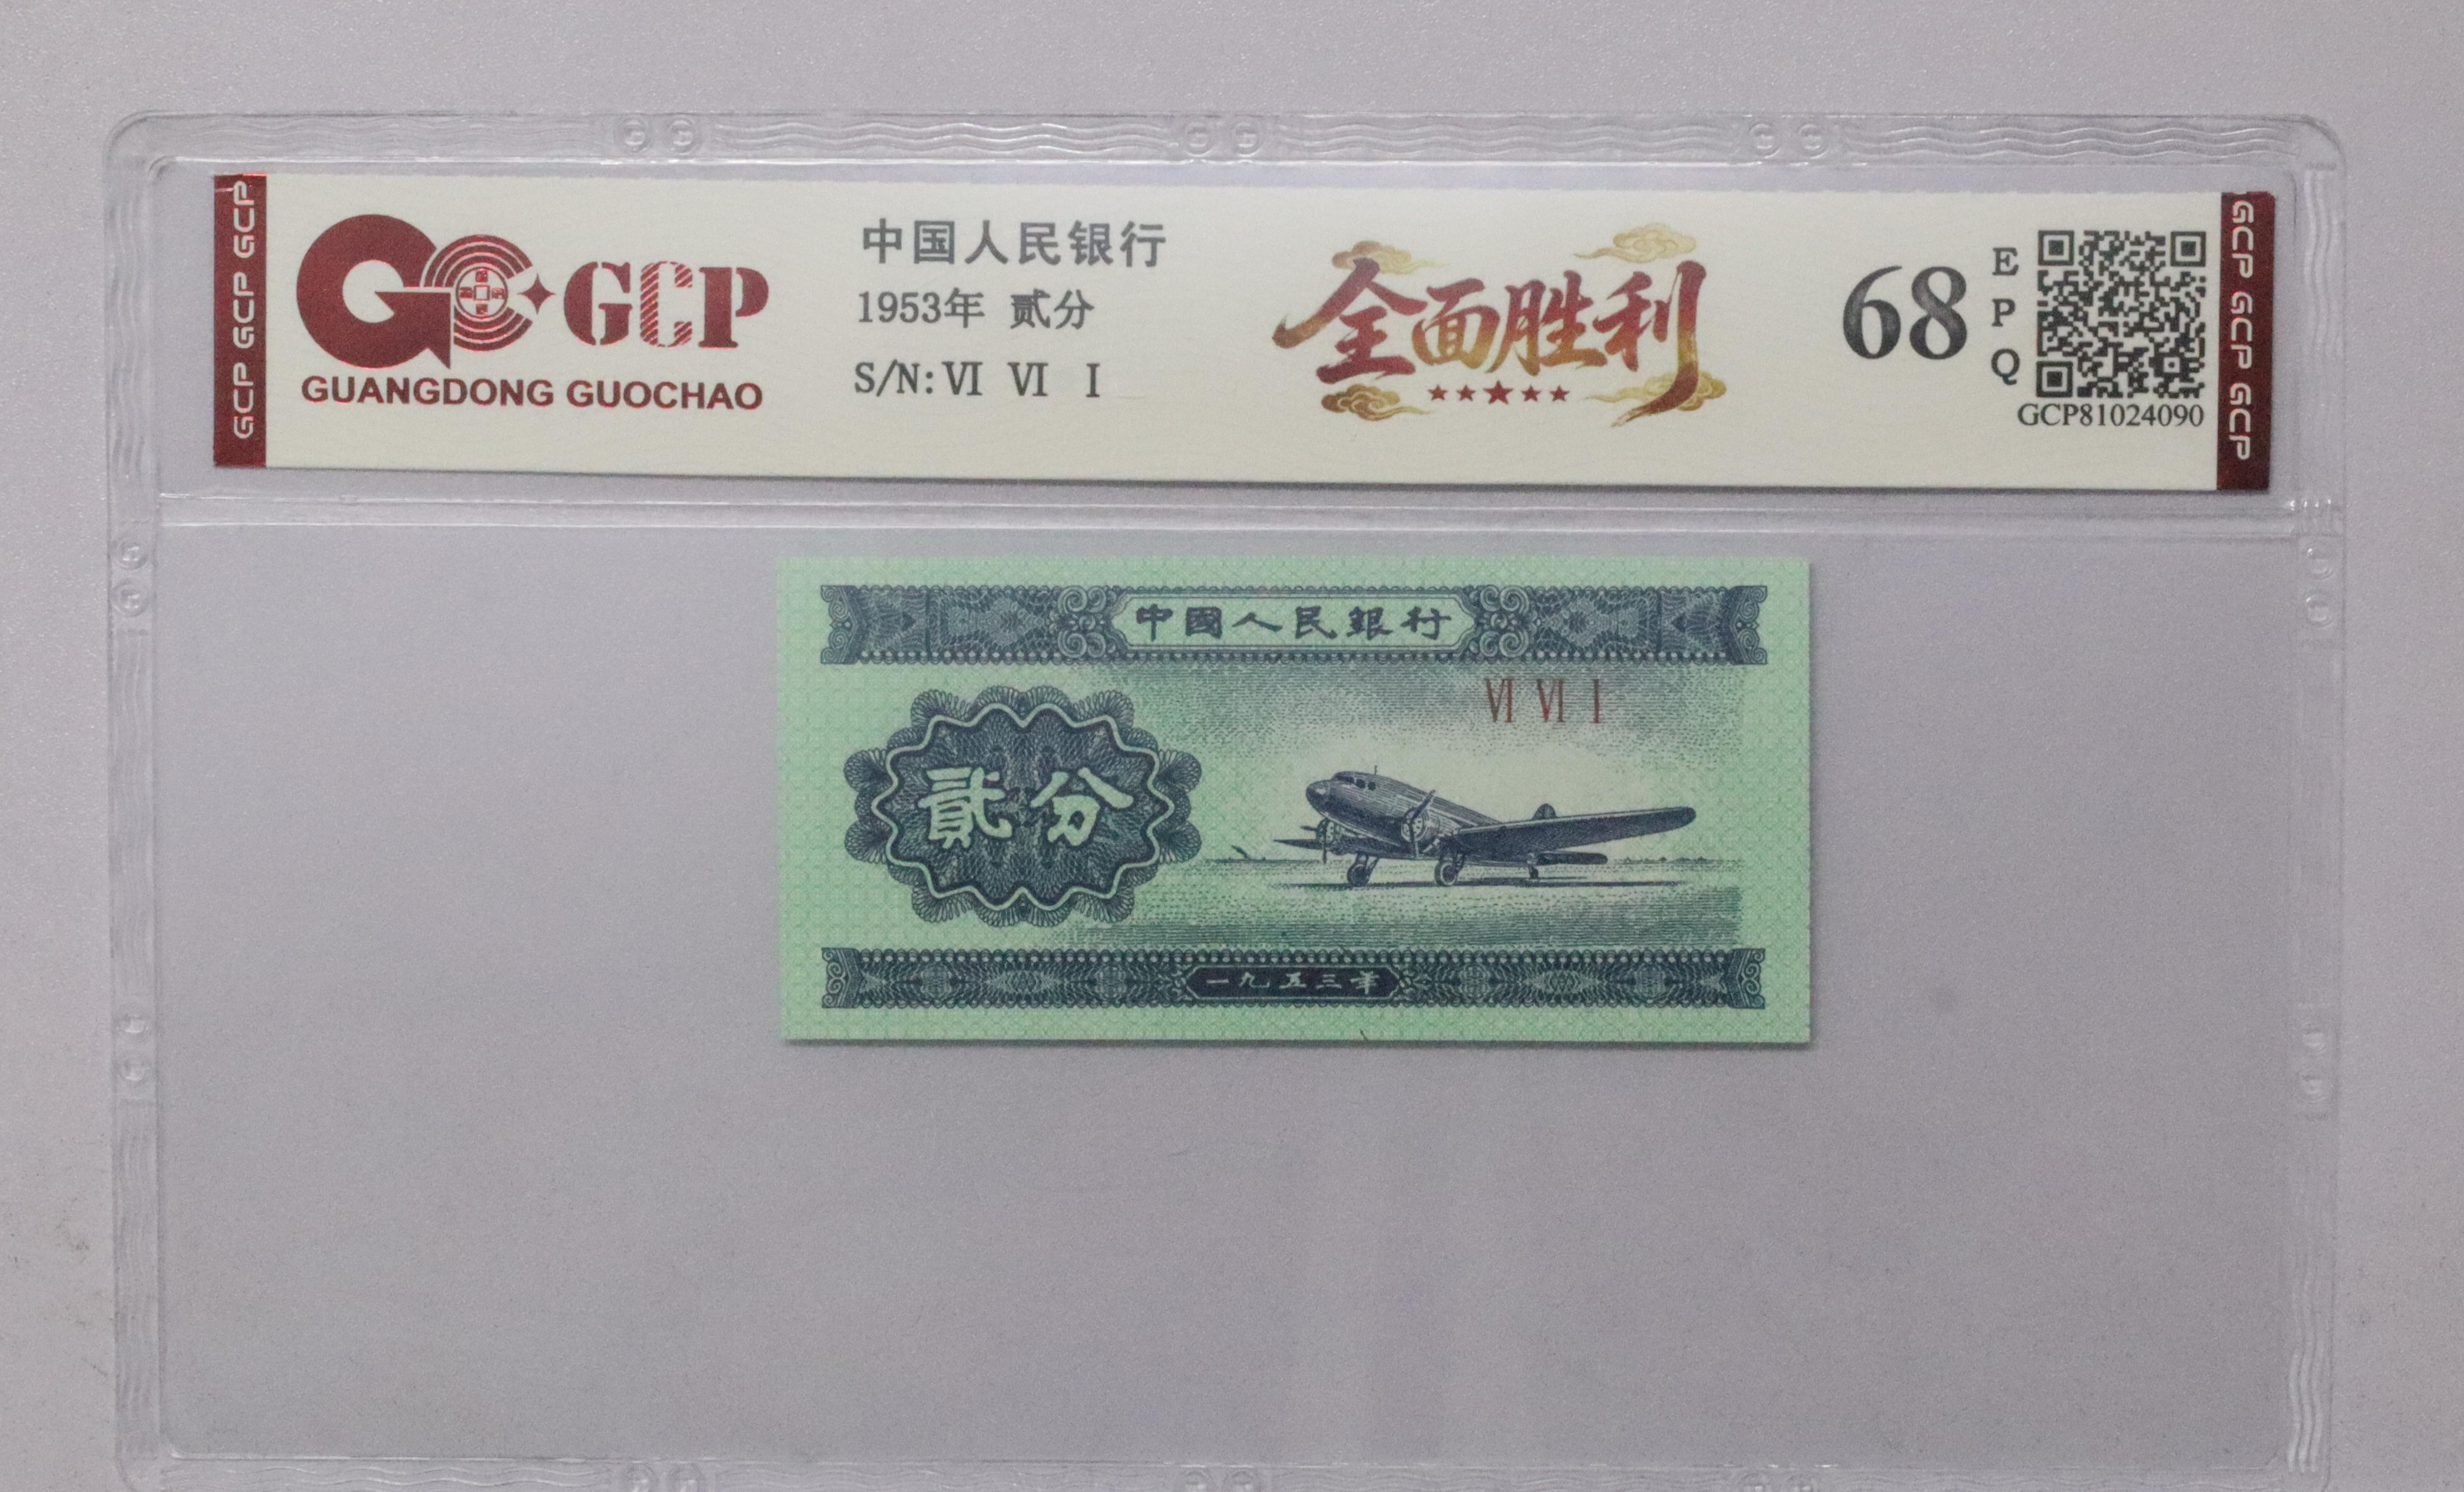 GCP GCP GCP
GCP
GUANGDONG GUOCHAO
中国人民银行
1953年 贰分
S/N: Ⅵ Ⅵ Ⅰ
全面胜利
68
E
P
Q
GCP81024090
GCP GCP GCP
中國人民銀行
Ⅵ Ⅵ Ⅰ
貳分
一九五三年